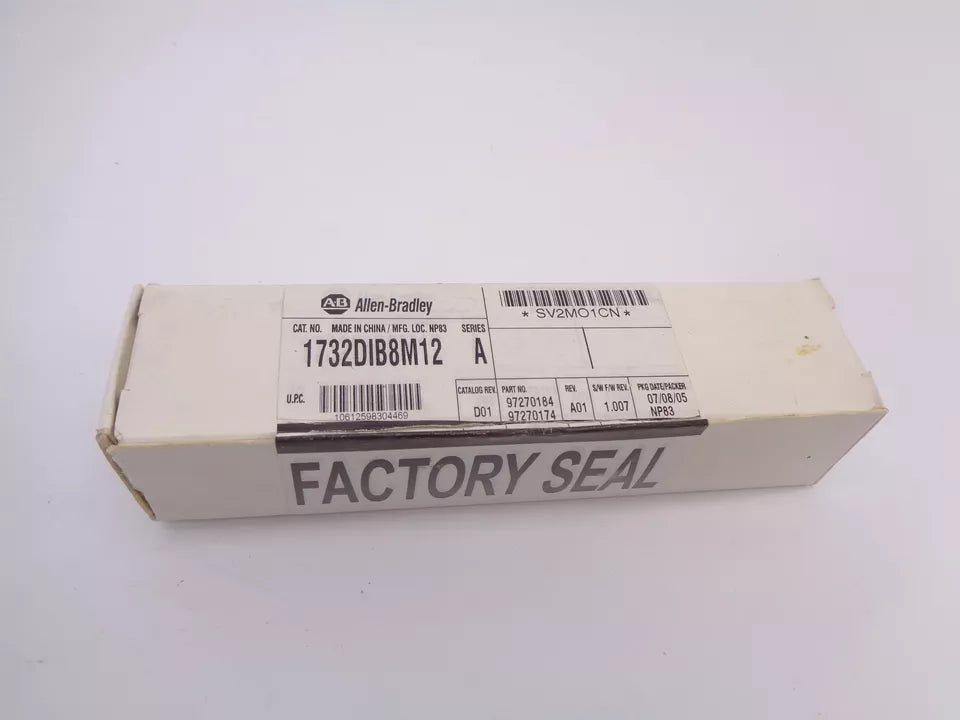 A-B Allen-Bradley
* SV2MO1CN *
CAT. NO. MADE IN CHINA / MFG. LOC. NP83 SERIES
1732DIB8M12 A
U.P.C.
10612598304469
CATALOG REV. PART NO. REV. S/W F/W REV. PKG DATE/PACKER
D01 97270184 A01 1.007 07/08/05
97270174 NP83
FACTORY SEAL